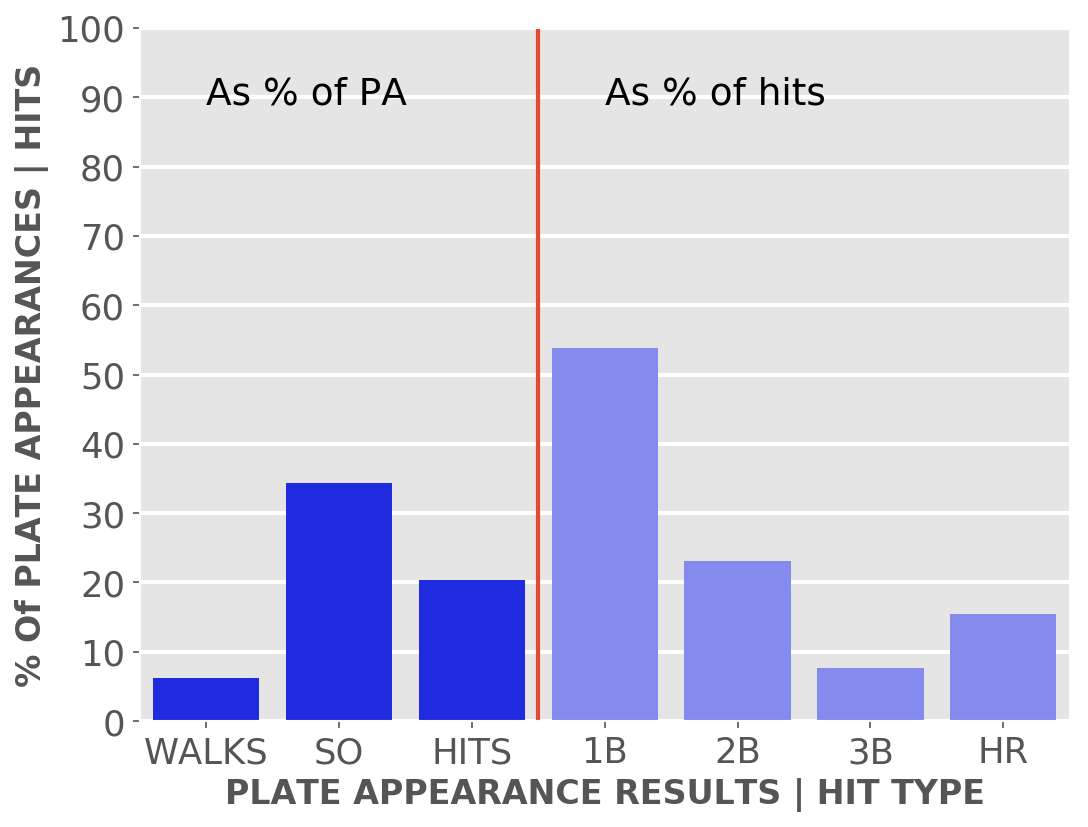 100
90
80
70
60
50
40
30
20
10
0
% Of PLATE APPEARANCES | HITS
As % of PA
As % of hits
WALKS SO HITS 1B 2B 3B HR
PLATE APPEARANCE RESULTS | HIT TYPE